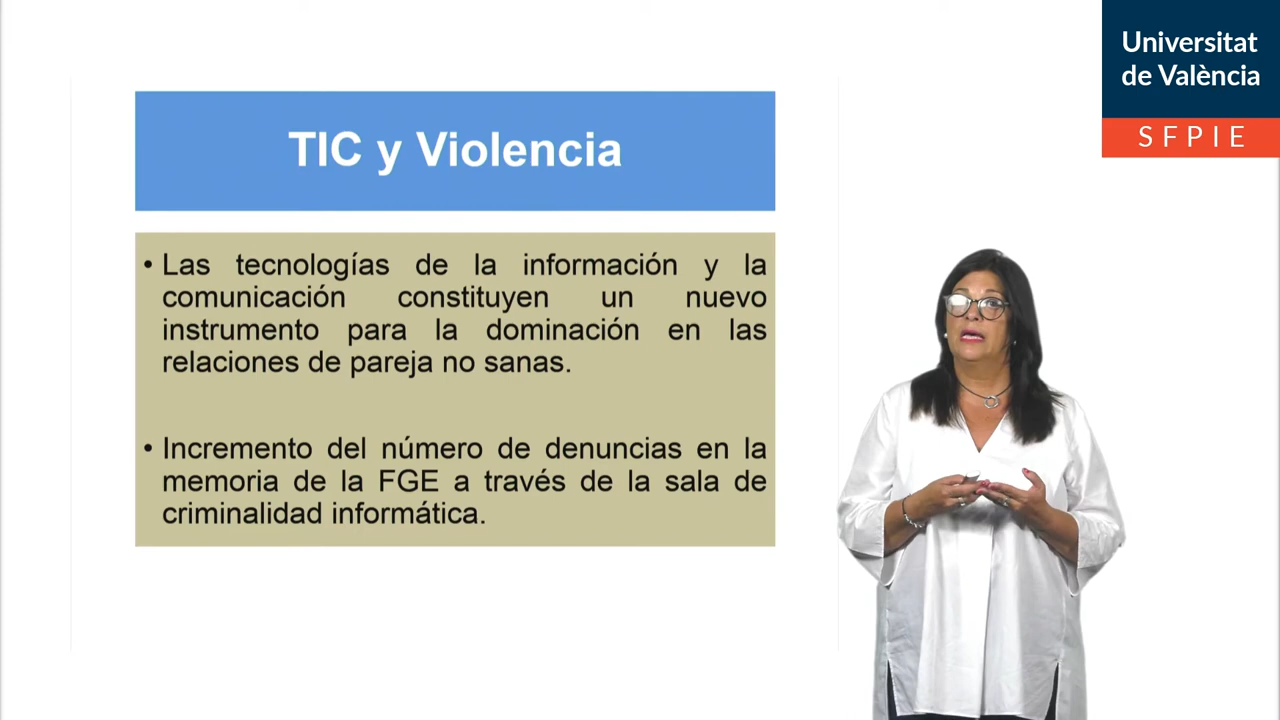 Universitat
de València
SFPIE
TIC y Violencia
• Las tecnologías de la información y la
comunicación constituyen un nuevo
instrumento para la dominación en las
relaciones de pareja no sanas.
• Incremento del número de denuncias en la
memoria de la FGE a través de la sala de
criminalidad informática.